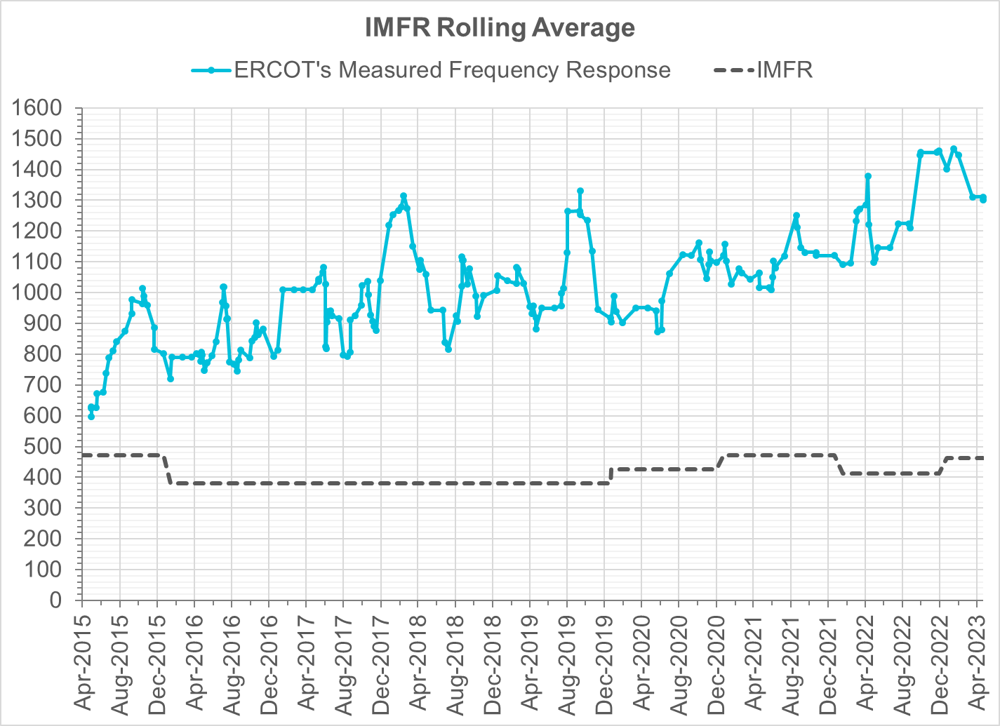 IMFR Rolling Average
ERCOT's Measured Frequency Response IMFR
1600
1500
1400
1300
1200
1100
1000
900
800
700
600
500
400
300
200
100
0
Apr-2015
Aug-2015
Dec-2015
Apr-2016
Aug-2016
Dec-2016
Apr-2017
Aug-2017
Dec-2017
Apr-2018
Aug-2018
Dec-2018
Apr-2019
Aug-2019
Dec-2019
Apr-2020
Aug-2020
Dec-2020
Apr-2021
Aug-2021
Dec-2021
Apr-2022
Aug-2022
Dec-2022
Apr-2023